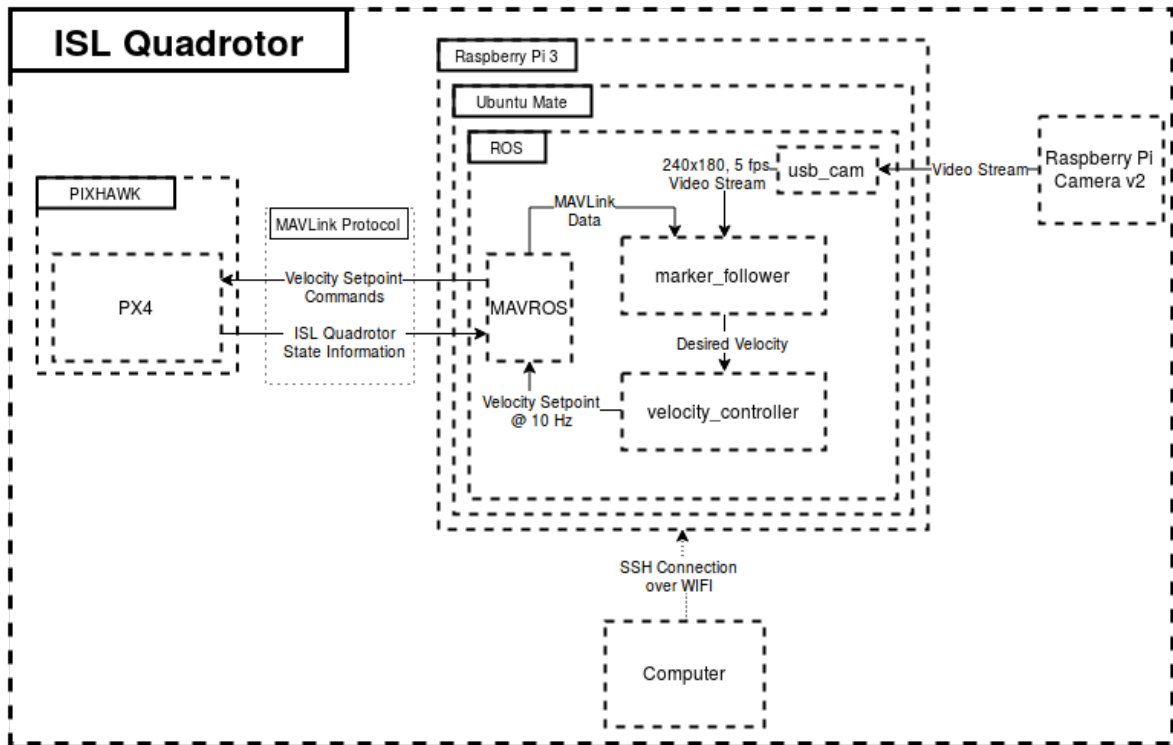 ISL Quadrotor
Raspberry Pi 3
Ubuntu Mate
ROS
usb_cam
Video Stream
Raspberry Pi
Camera v2
240x180, 5 fps
Video Stream
PIXHAWK
MAVLink Protocol
MAVLink
Data
PX4
Velocity Setpoint
Commands
MAVROS
marker_follower
ISL Quadrotor
State Information
Desired Velocity
Velocity Setpoint
@ 10 Hz
velocity_controller
SSH Connection
over WIFI
Computer